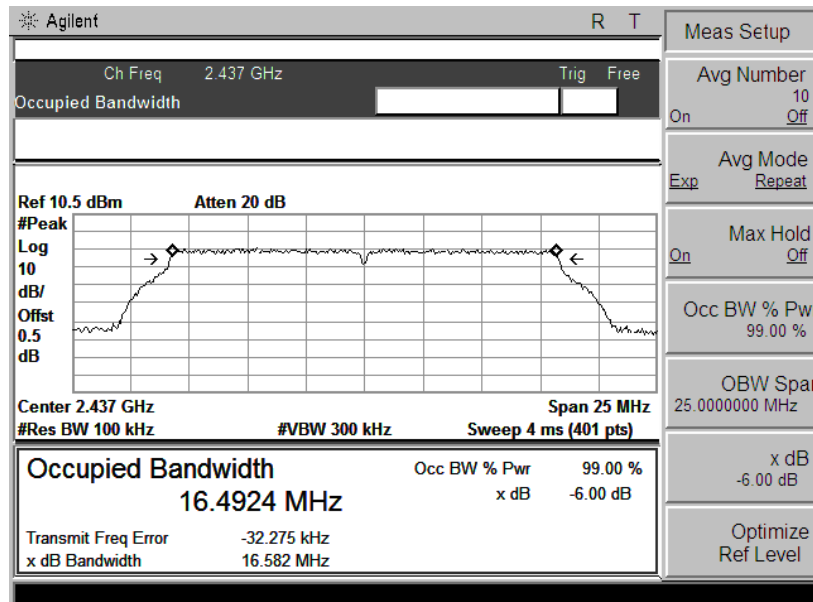 Agilent R T
Ch Freq 2.437 GHz Trig Free
Occupied Bandwidth
Ref 10.5 dBm Atten 20 dB
#Peak
Log
10
dB/
Offst
0.5
dB
Center 2.437 GHz Span 25 MHz
#Res BW 100 kHz #VBW 300 kHz Sweep 4 ms (401 pts)
Occupied Bandwidth Occ BW % Pwr 99.00 %
16.4924 MHz x dB -6.00 dB
Transmit Freq Error -32.275 kHz
x dB Bandwidth 16.582 MHz
Meas Setup
Avg Number
10
On Off
Avg Mode
Exp Repeat
Max Hold
On Off
Occ BW % Pw
99.00 %
OBW Spa
25.0000000 MHz
x dB
-6.00 dB
Optimize
Ref Level